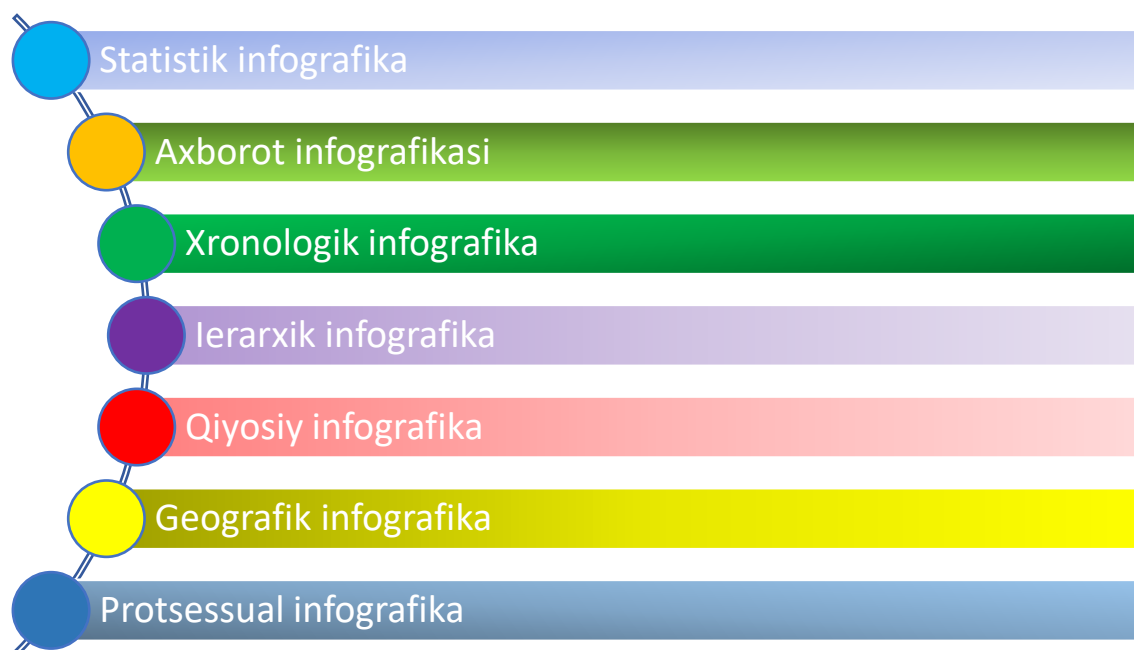 Statistik infografika
Axborot infografikasi
Xronologik infografika
Ierarxik infografika
Qiyosiy infografika
Geografik infografika
Protsessual infografika